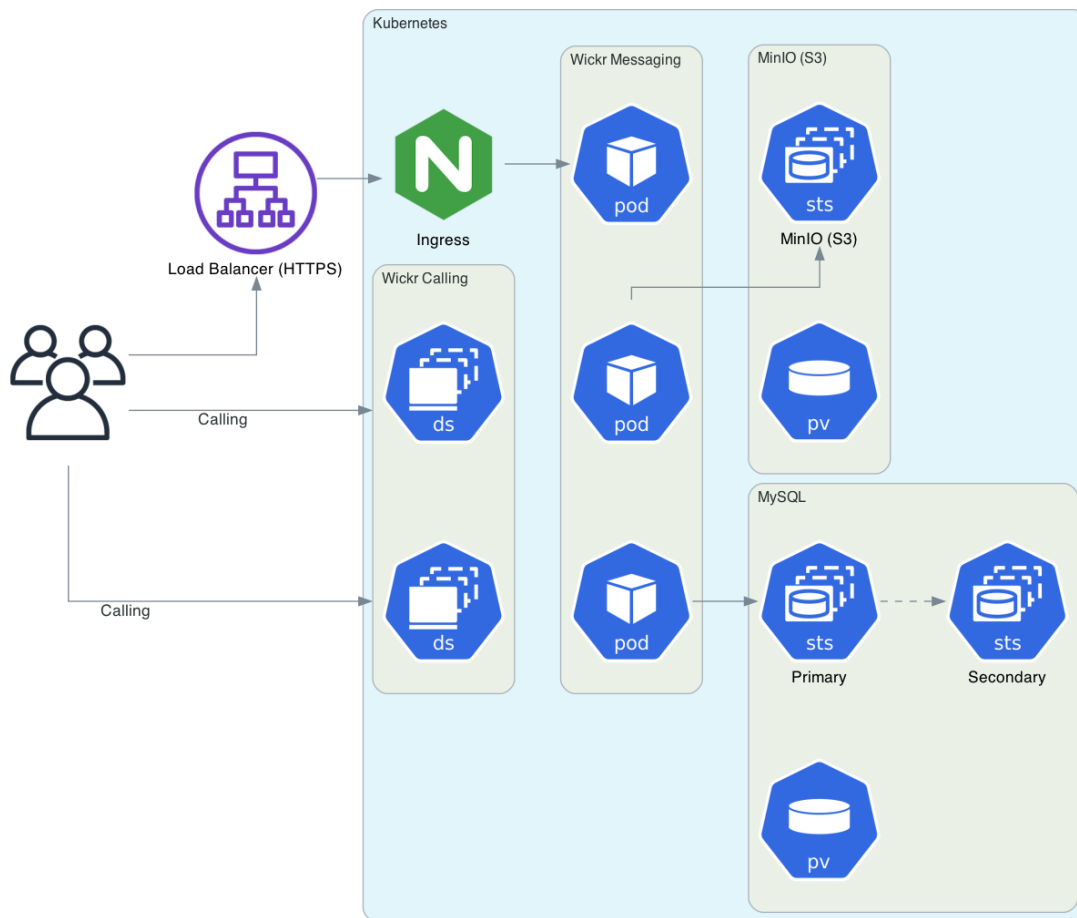 Kubernetes
Wickr Messaging
MinIO (S3)
N
pod
sts
Ingress
MinIO (S3)
Load Balancer (HTTPS)
Wickr Calling
ds
pod
pv
Calling
MySQL
ds
pod
sts
sts
Calling
Primary
Secondary
pv